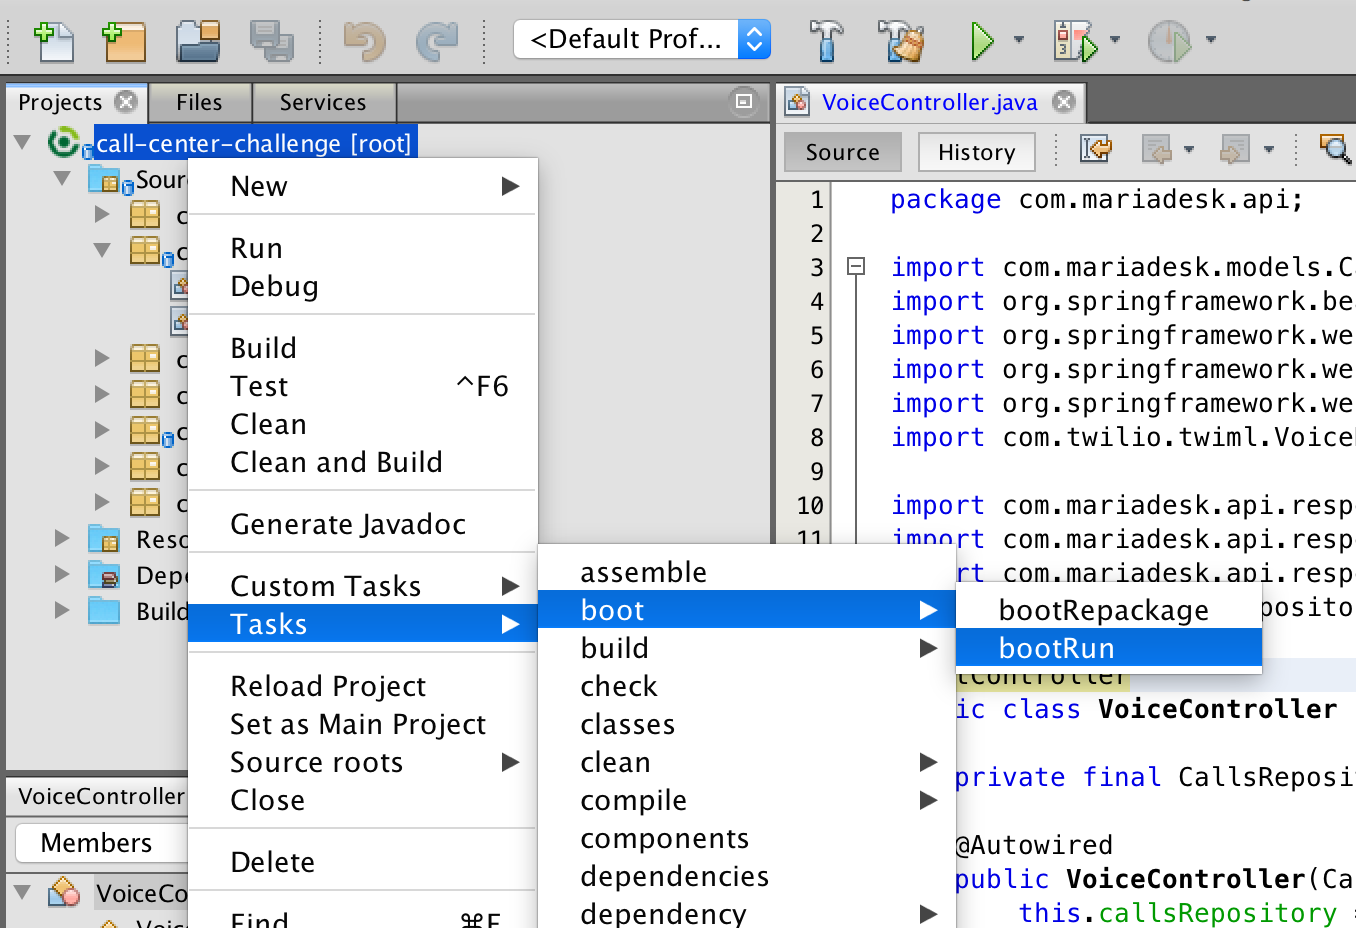 <Default Prof...
Projects
Files
Services
call-center-challenge [root]
Sour
c
c
c
c
c
c
c
Reso
Depe
Build
New
Run
Debug
Build
Test ^F6
Clean
Clean and Build
Generate Javadoc
Custom Tasks
Tasks
Reload Project
Set as Main Project
Source roots
Close
Delete
Find ⌘F
assemble
boot
build
check
classes
clean
compile
components
dependencies
dependency
bootRepackage
bootRun
VoiceController
Members
VoiceCo
VoiceController.java
Source
History
1 package com.mariadesk.api;
2
3 import com.mariadesk.models.Ca
4 import org.springframework.bea
5 import org.springframework.we
6 import org.springframework.we
7 import org.springframework.we
8 import com.twilio.twiml.Voice
9
10 import com.mariadesk.api.resp
11 import com.mariadesk.api.resp
rt com.mariadesk.api.resp
posito
tController
ic class VoiceController
private final CallsReposi
@Autowired
public VoiceController(Ca
this.callsRepository =